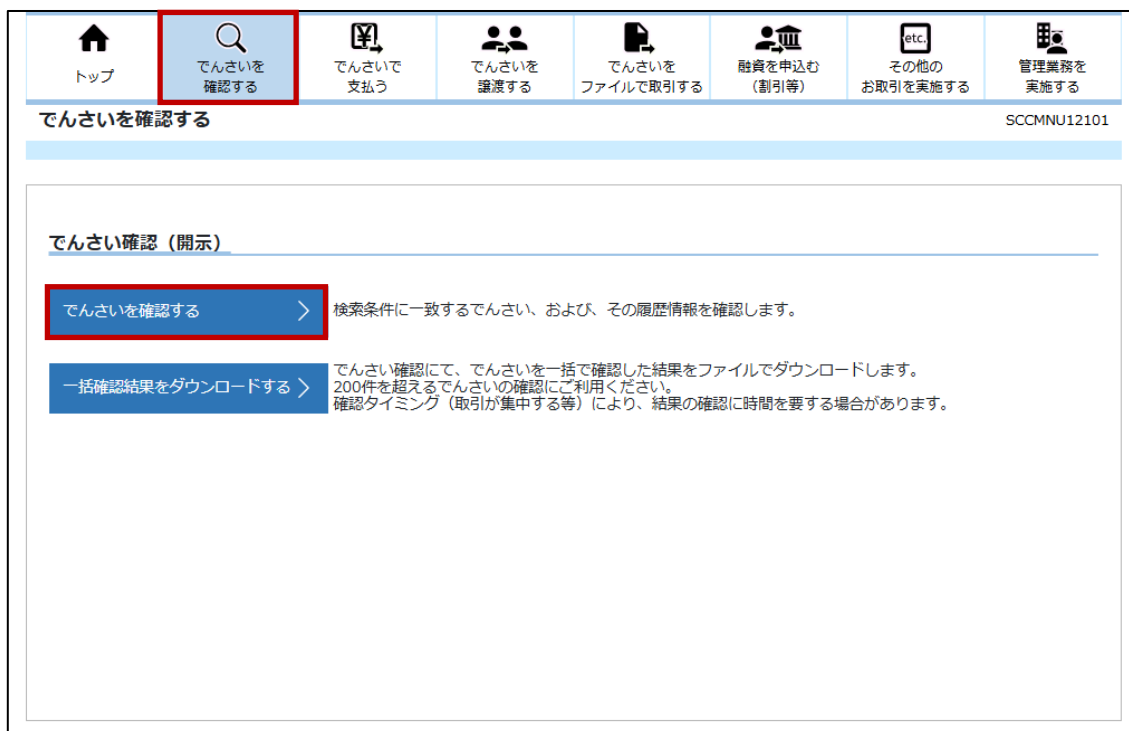 トップ
でんさいを
確認する
でんさいで
支払う
でんさいを
譲渡する
でんさいを
ファイルで取引する
融資を申込む
(割引等)
etc.
その他の
お取引を実施する
管理業務を
実施する
でんさいを確認する
SCCMNU12101
でんさい確認（開示）
でんさいを確認する
検索条件に一致するでんさい、および、その履歴情報を確認します。
一括確認結果をダウンロードする
でんさい確認にて、でんさいを一括で確認した結果をファイルでダウンロードします。
200件を超えるでんさいの確認にご利用ください。
確認タイミング（取引が集中する等）により、結果の確認に時間を要する場合があります。